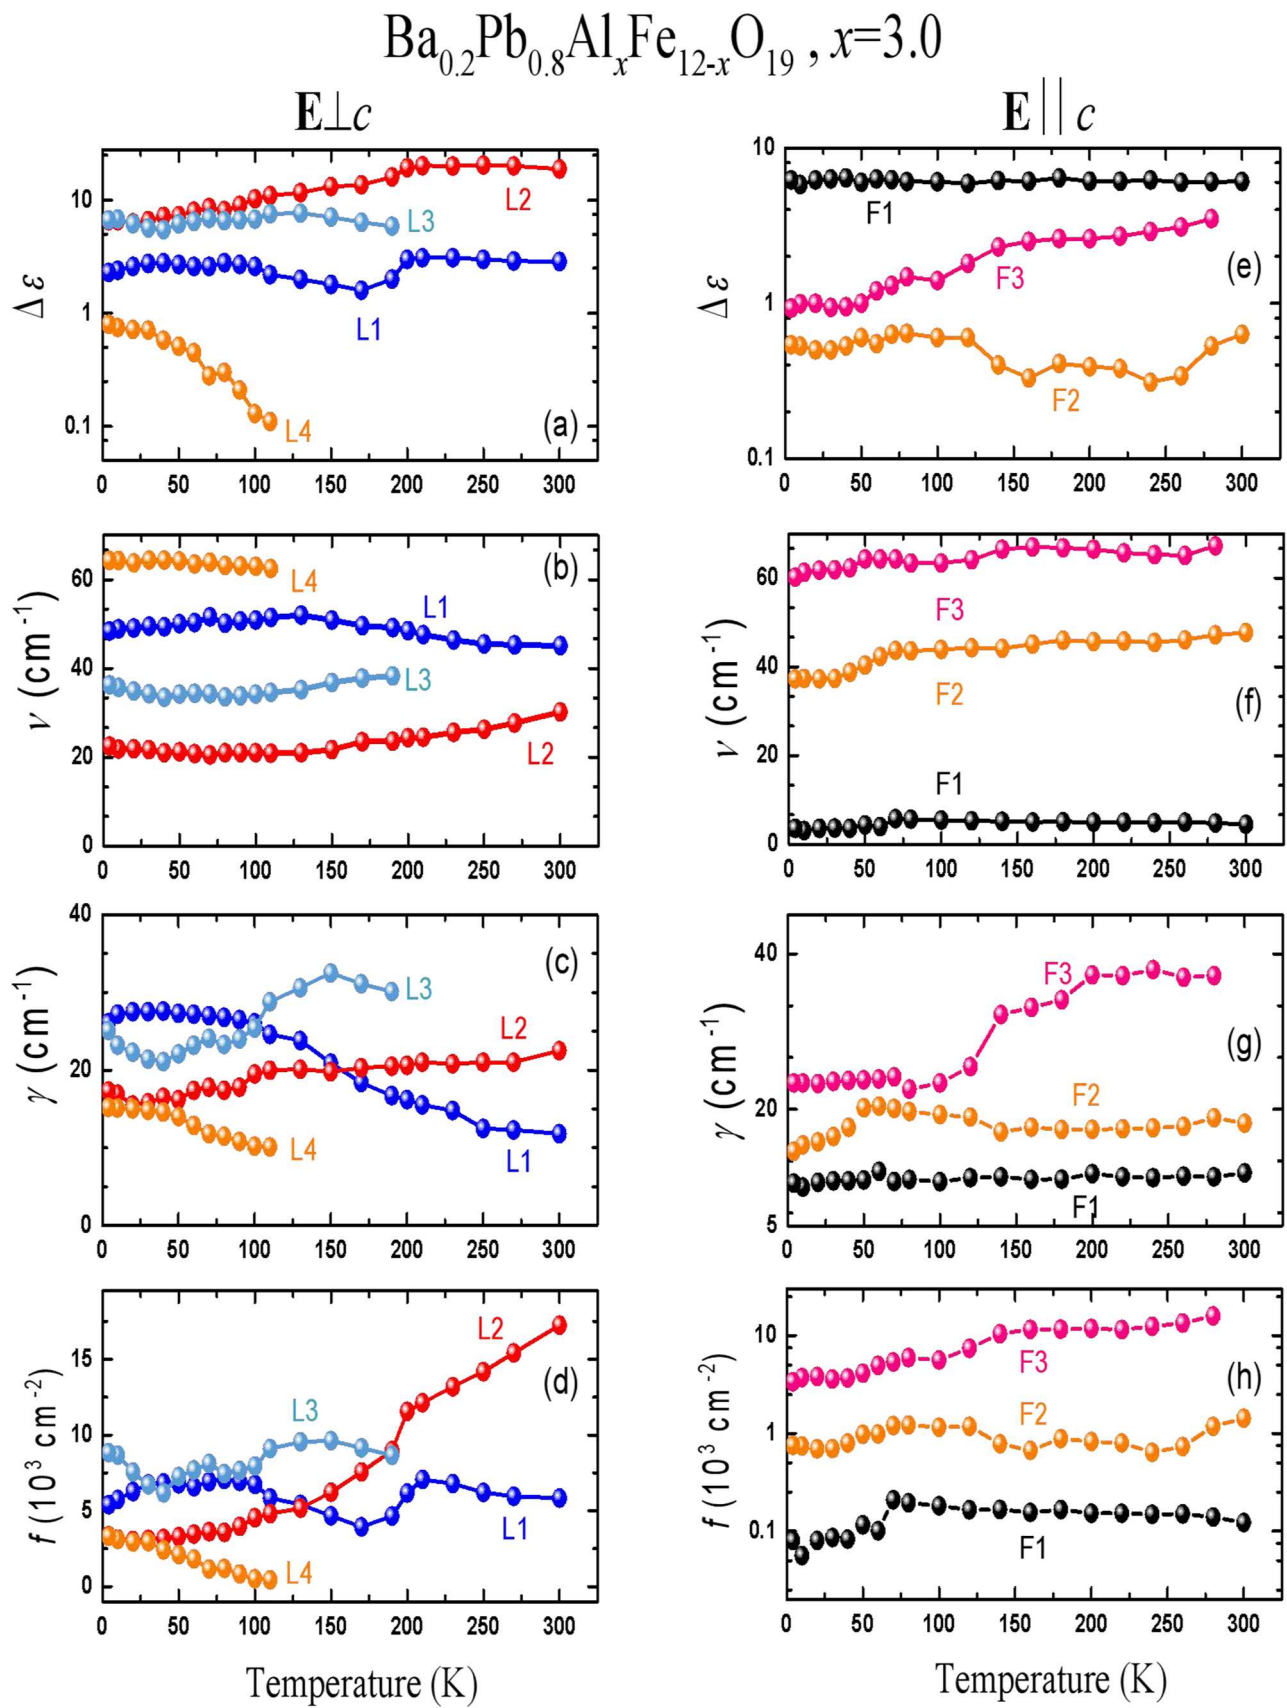 Ba0.2Pb0.8AlxFe12-xO19 , x=3.0
E⊥c
E || c
10
1
0.1
Δ ε
L2
L3
L1
L4
(a)
0 50 100 150 200 250 300
10
1
0.1
Δ ε
F1
F3
F2
(e)
0 50 100 150 200 250 300
60
40
20
0
ν (cm-1)
(b)
L4
L1
L3
L2
0 50 100 150 200 250 300
60
40
20
0
ν (cm-1)
F3
F2
F1
(f)
0 50 100 150 200 250 300
40
20
0
γ (cm-1)
(c)
L3
L2
L4
L1
0 50 100 150 200 250 300
40
20
5
γ (cm-1)
F3
(g)
F2
F1
0 50 100 150 200 250 300
15
10
5
0
f (103 cm-2)
L2
(d)
L3
L1
L4
0 50 100 150 200 250 300
Temperature (K)
10
1
0.1
f (103 cm-2)
F3
(h)
F2
F1
0 50 100 150 200 250 300
Temperature (K)